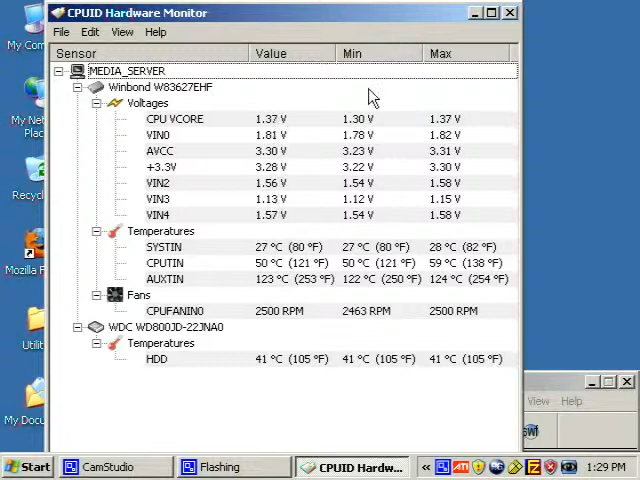 CPUID Hardware Monitor
My Com
File Edit View Help
Sensor Value Min Max
MEDIA_SERVER
Winbond W83627EHF
Voltages
My Ne
Plac
CPU VCORE 1.37 V 1.30 V 1.37 V
VIN0 1.81 V 1.78 V 1.82 V
AVCC 3.30 V 3.23 V 3.31 V
+3.3V 3.28 V 3.22 V 3.30 V
VIN2 1.56 V 1.54 V 1.58 V
Recyc
VIN3 1.13 V 1.12 V 1.15 V
VIN4 1.57 V 1.54 V 1.58 V
Temperatures
SYSTIN 27 °C (80 °F) 27 °C (80 °F) 28 °C (82 °F)
CPUTIN 50 °C (121 °F) 50 °C (121 °F) 59 °C (138 °F)
Mozilla F
AUXTIN 123 °C (253 °F) 122 °C (250 °F) 124 °C (254 °F)
Fans
CPUFANIN0 2500 RPM 2463 RPM 2500 RPM
WDC WD800JD-22JNA0
Utilit
Temperatures
HDD 41 °C (105 °F) 41 °C (105 °F) 41 °C (105 °F)
View Help
My Docu
swf
Start CamStudio Flashing CPUID Hardw... « ATI 1:29 PM